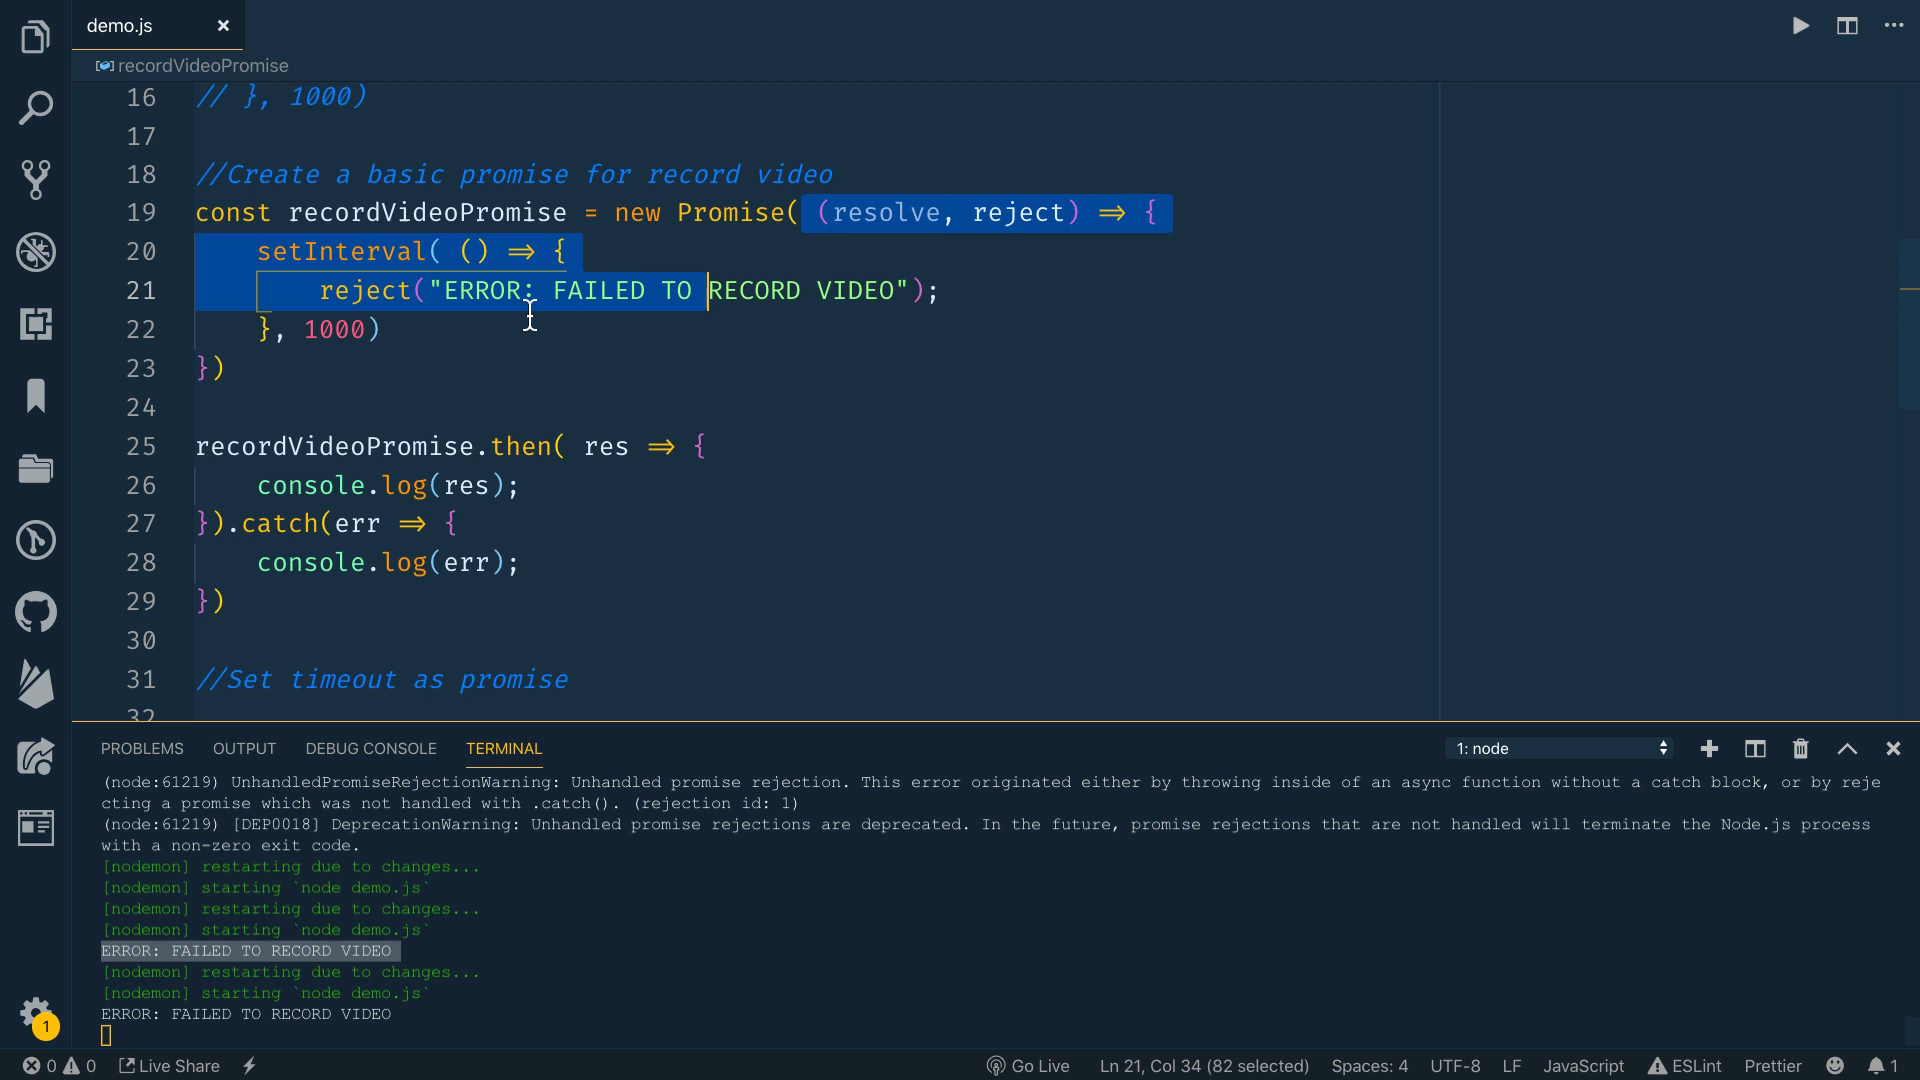 demo.js
recordVideoPromise
16 // }, 1000)
17
18 //Create a basic promise for record video
19 const recordVideoPromise = new Promise( (resolve, reject) => {
20 setInterval( () => {
21 reject("ERROR: FAILED TO RECORD VIDEO");
22 }, 1000)
23 })
24
25 recordVideoPromise.then( res => {
26 console.log(res);
27 }).catch(err => {
28 console.log(err);
29 })
30
31 //Set timeout as promise
32
PROBLEMS OUTPUT DEBUG CONSOLE TERMINAL 1: node
(node:61219) UnhandledPromiseRejectionWarning: Unhandled promise rejection. This error originated either by throwing inside of an async function without a catch block, or by reje
cting a promise which was not handled with .catch(). (rejection id: 1)
(node:61219) [DEP0018] DeprecationWarning: Unhandled promise rejections are deprecated. In the future, promise rejections that are not handled will terminate the Node.js process
with a non-zero exit code.
[nodemon] restarting due to changes...
[nodemon] starting `node demo.js`
[nodemon] restarting due to changes...
[nodemon] starting `node demo.js`
ERROR: FAILED TO RECORD VIDEO
[nodemon] restarting due to changes...
[nodemon] starting `node demo.js`
ERROR: FAILED TO RECORD VIDEO
1
0 0 Live Share Go Live Ln 21, Col 34 (82 selected) Spaces: 4 UTF-8 LF JavaScript ESLint Prettier 1